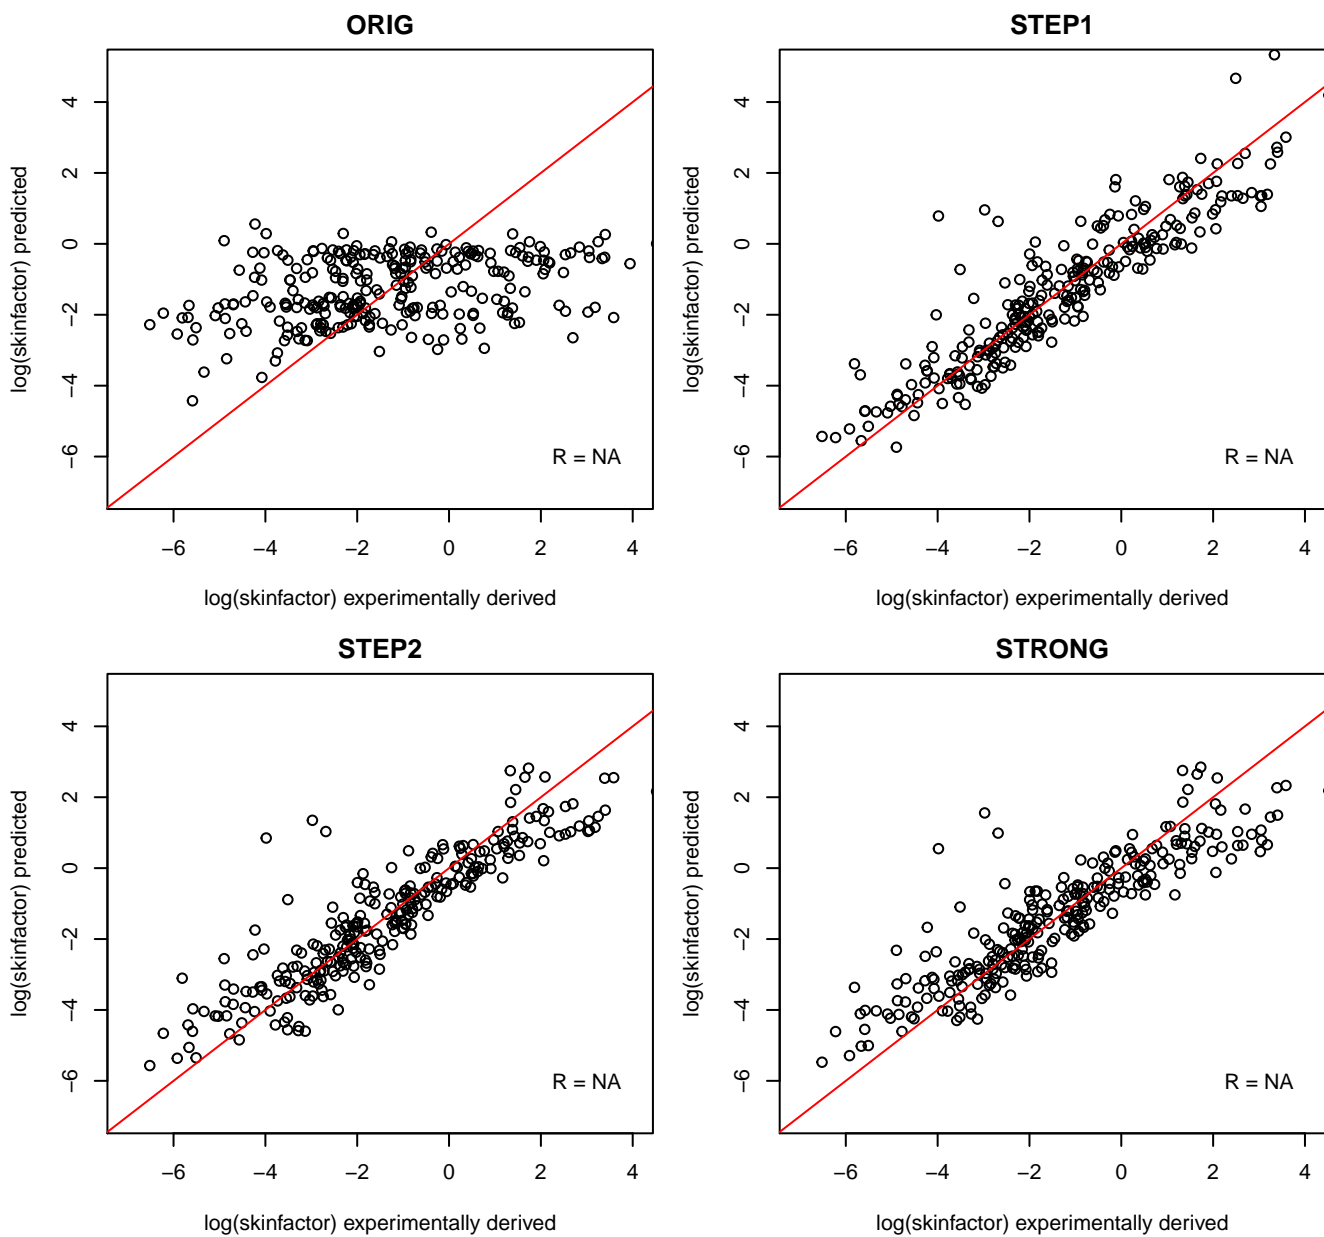 ORIG
log(skinfactor) predicted
4
2
0
−2
−4
−6
R = NA
−6 −4 −2 0 2 4
log(skinfactor) experimentally derived
STEP1
log(skinfactor) predicted
4
2
0
−2
−4
−6
R = NA
−6 −4 −2 0 2 4
log(skinfactor) experimentally derived
STEP2
log(skinfactor) predicted
4
2
0
−2
−4
−6
R = NA
−6 −4 −2 0 2 4
log(skinfactor) experimentally derived
STRONG
log(skinfactor) predicted
4
2
0
−2
−4
−6
R = NA
−6 −4 −2 0 2 4
log(skinfactor) experimentally derived